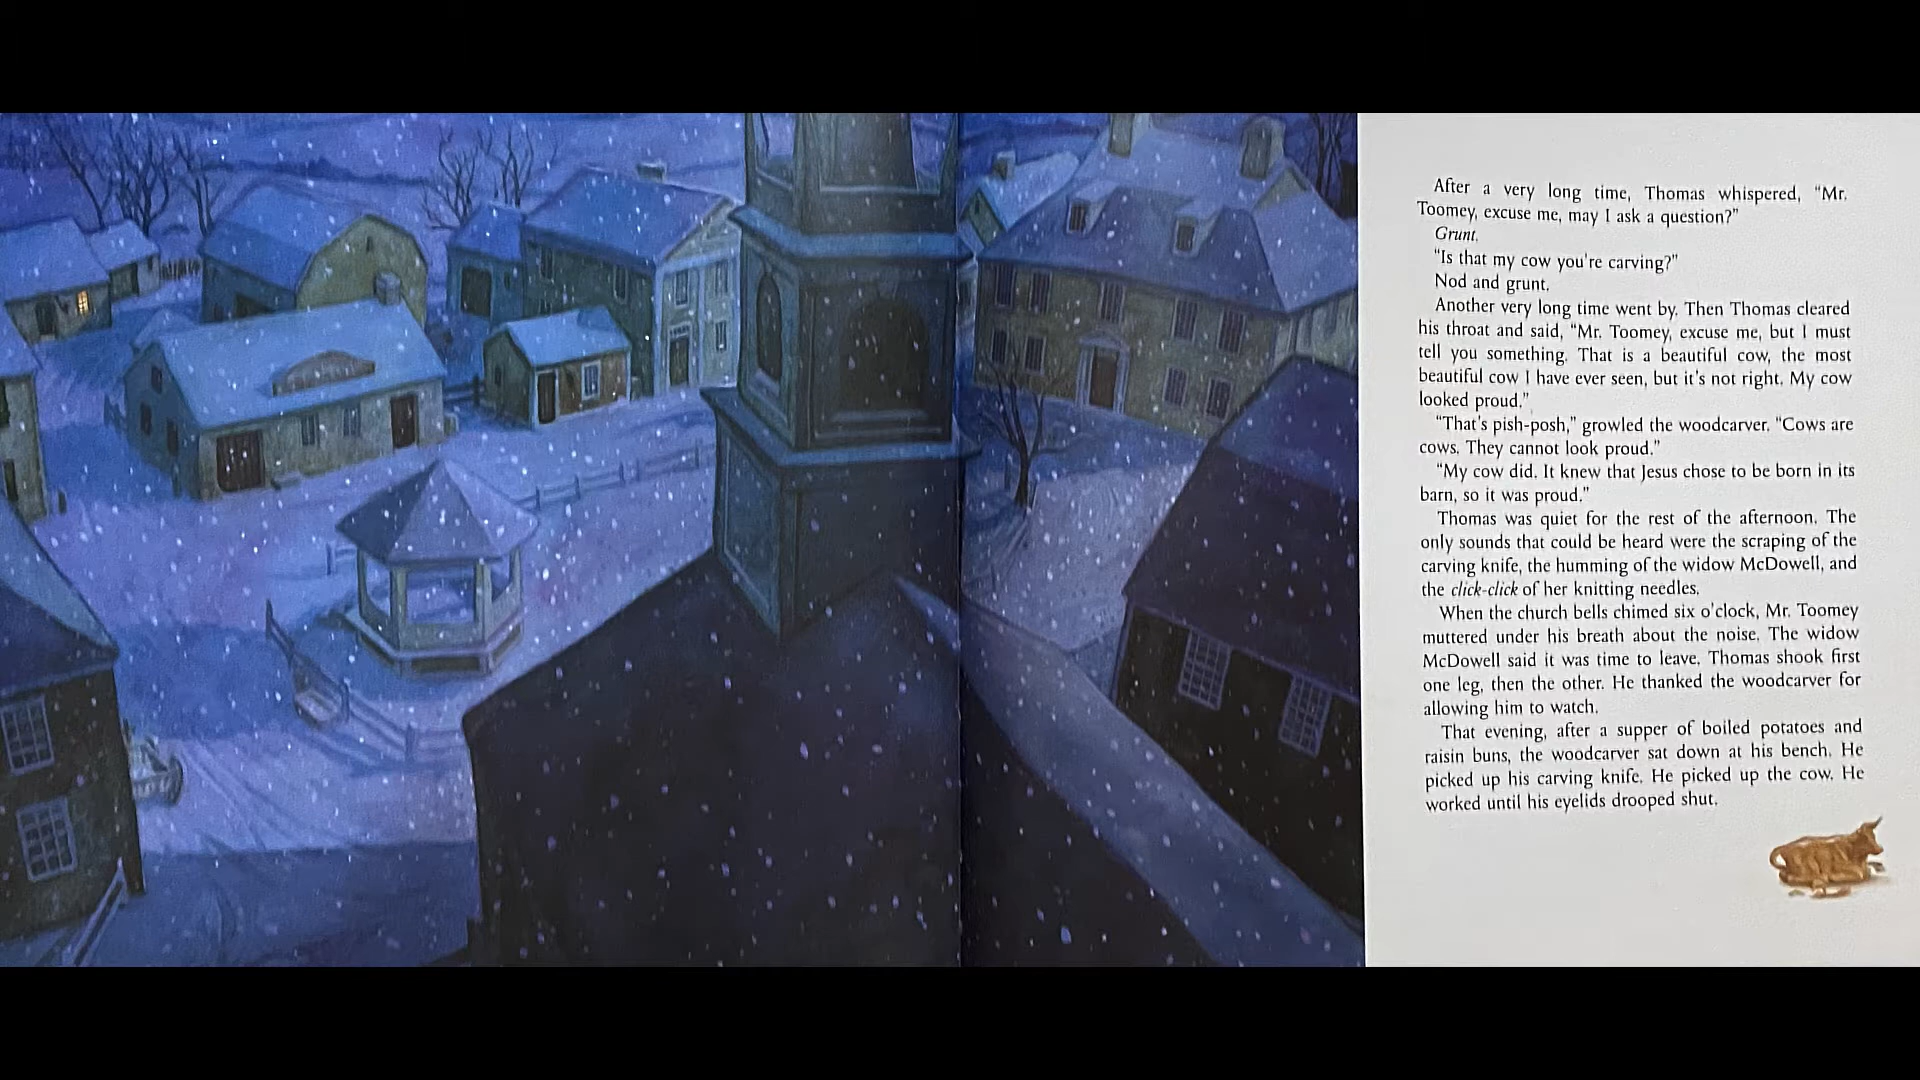 After a very long time, Thomas whispered, “Mr.
Toomey, excuse me, may I ask a question?”
Grunt.
“Is that my cow you're carving?”
Nod and grunt.
Another very long time went by. Then Thomas cleared
his throat and said, “Mr. Toomey, excuse me, but I must
tell you something. That is a beautiful cow, the most
beautiful cow I have ever seen, but it's not right. My cow
looked proud.”
“That's pish-posh,” growled the woodcarver. “Cows are
cows. They cannot look proud.”
“My cow did. It knew that Jesus chose to be born in its
barn, so it was proud.”
Thomas was quiet for the rest of the afternoon. The
only sounds that could be heard were the scraping of the
carving knife, the humming of the widow McDowell, and
the click-click of her knitting needles.
When the church bells chimed six o'clock, Mr. Toomey
muttered under his breath about the noise. The widow
McDowell said it was time to leave. Thomas shook first
one leg, then the other. He thanked the woodcarver for
allowing him to watch.
That evening, after a supper of boiled potatoes and
raisin buns, the woodcarver sat down at his bench. He
picked up his carving knife. He picked up the cow. He
worked until his eyelids drooped shut.